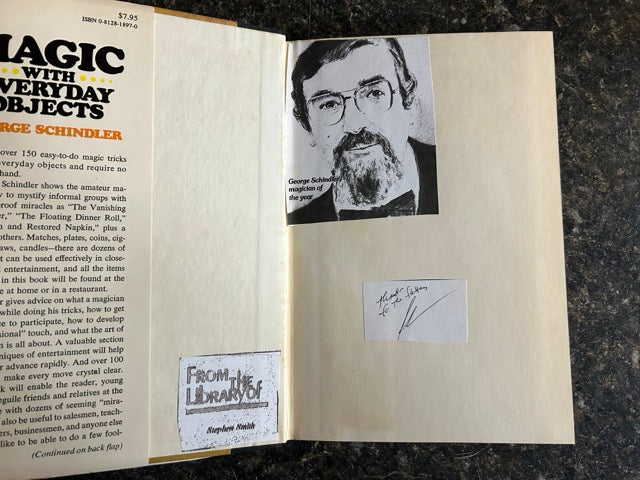 $7.95
ISBN 0-8128-1897-0
MAGIC
WITH
EVERYDAY
OBJECTS
RGE SCHINDLER
over 150 easy-to-do magic tricks
everyday objects and require no
hand.
Schindler shows the amateur ma-
to mystify informal groups with
proof miracles as "The Vanishing
" "The Floating Dinner Roll,"
and Restored Napkin," plus a
others. Matches, plates, coins, cig-
aws, candles—there are dozens of
t can be used effectively in close-
entertainment, and all the items
in this book will be found at the
at home or in a restaurant.
r gives advice on what a magician
while doing his tricks, how to get
ce to participate, how to develop
sional" touch, and what the art of
is all about. A valuable section
niques of entertainment will help
advance rapidly. And over 100
make every move crystal clear.
k will enable the reader, young
eguile friends and relatives at the
with dozens of seeming "mira-
also be useful to salesmen, teach-
ers, businessmen, and anyone else
like to be able to do a few fool-
(Continued on back flap)
FROM THE
LIBRARY of
Stephen Smith
George Schindler
magician of
the year
to the